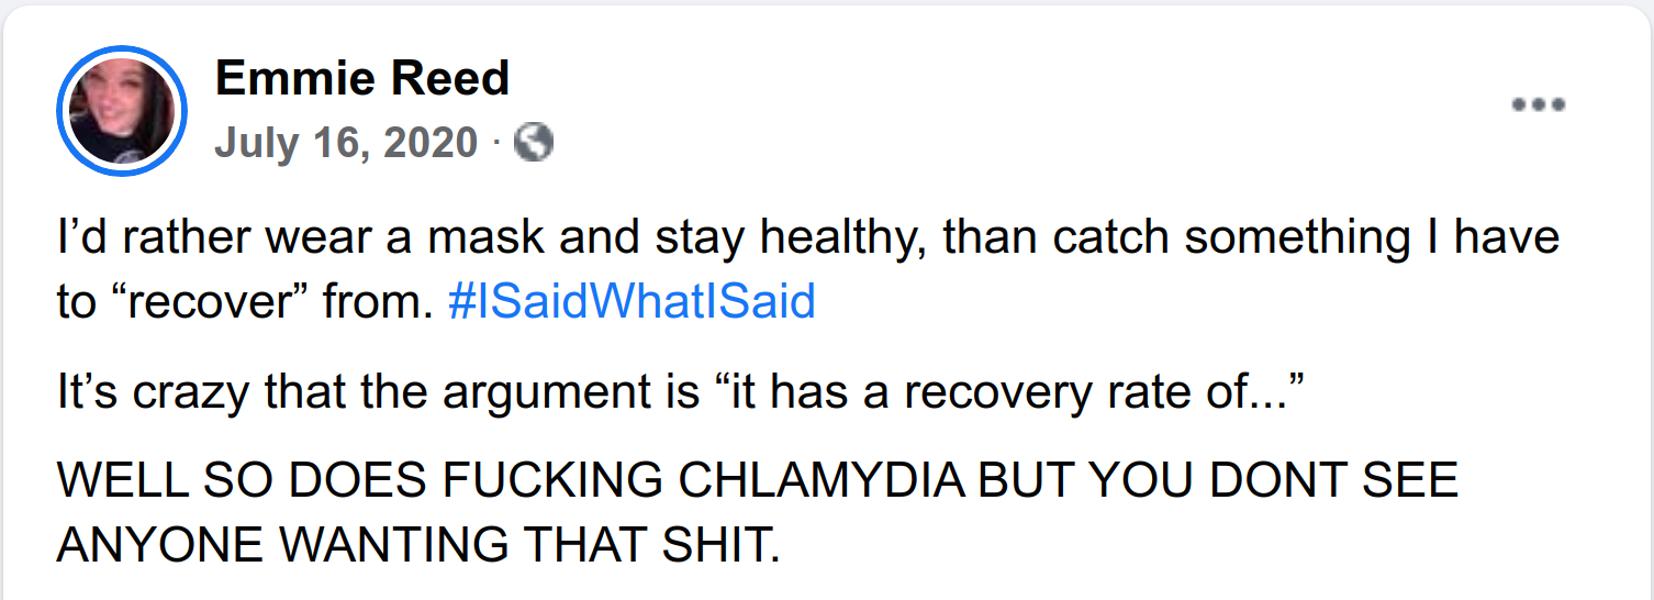 Emmie Reed
July 16, 2020 ·
I’d rather wear a mask and stay healthy, than catch something I have
to “recover” from. #ISaidWhatISaid
It’s crazy that the argument is “it has a recovery rate of...”
WELL SO DOES FUCKING CHLAMYDIA BUT YOU DONT SEE
ANYONE WANTING THAT SHIT.